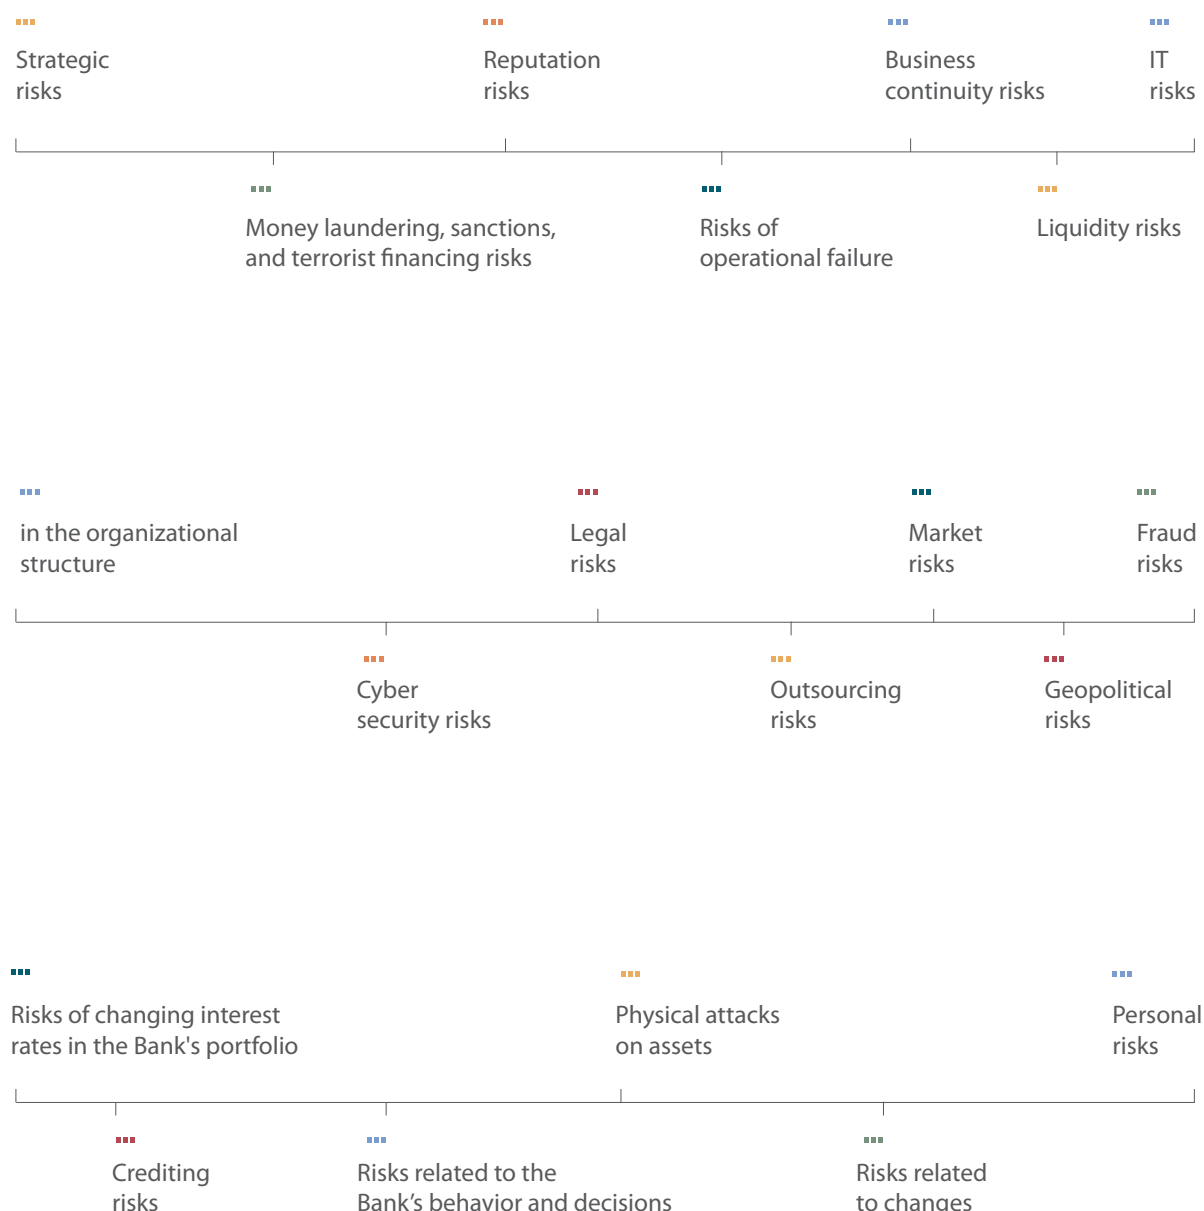 Strategic
risks
Reputation
risks
Business
continuity risks
IT
risks
Money laundering, sanctions,
and terrorist financing risks
Risks of
operational failure
Liquidity risks
in the organizational
structure
Legal
risks
Market
risks
Fraud
risks
Cyber
security risks
Outsourcing
risks
Geopolitical
risks
Risks of changing interest
rates in the Bank's portfolio
Physical attacks
on assets
Personal
risks
Crediting
risks
Risks related to the
Bank’s behavior and decisions
Risks related
to changes